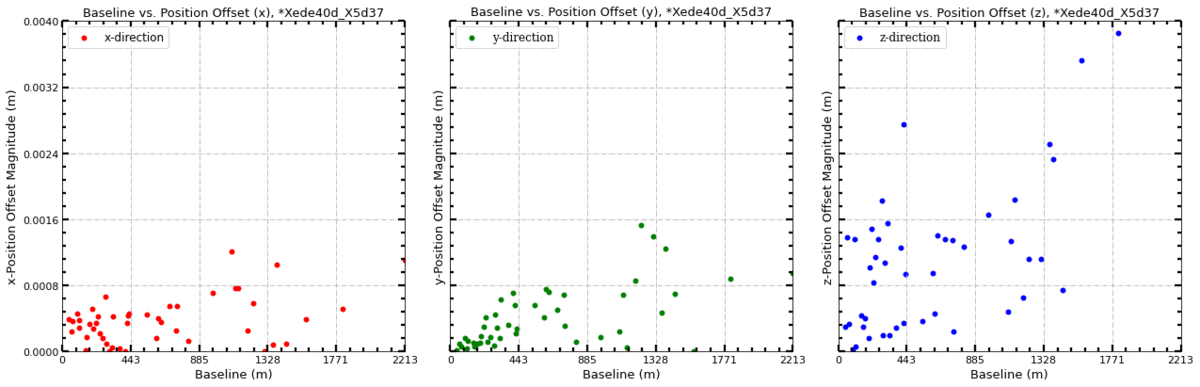 Baseline vs. Position Offset (x), *Xede40d_X5d37
x-direction
x-Position Offset Magnitude (m)
0.0040
0.0032
0.0024
0.0016
0.0008
0.0000
0 443 885 1328 1771 2213
Baseline (m)
Baseline vs. Position Offset (y), *Xede40d_X5d37
y-direction
y-Position Offset Magnitude (m)
0 443 885 1328 1771 2213
Baseline (m)
Baseline vs. Position Offset (z), *Xede40d_X5d37
z-direction
z-Position Offset Magnitude (m)
0 443 885 1328 1771 2213
Baseline (m)